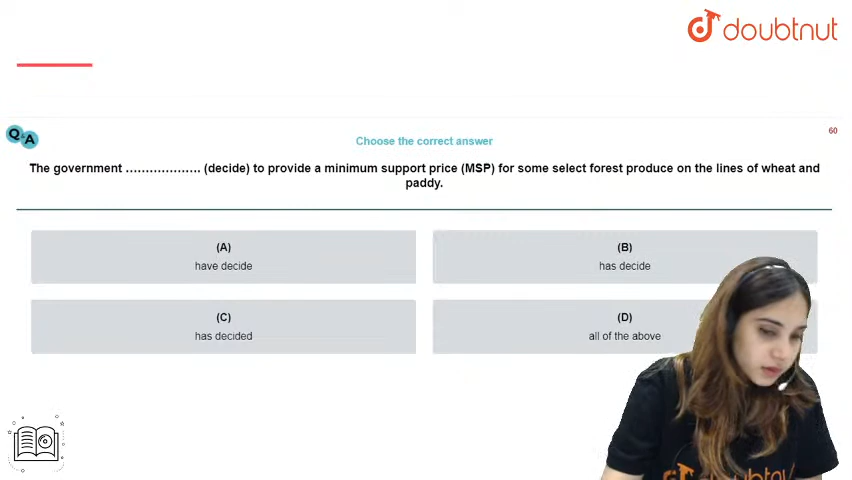 doubtnut
Q A
60
Choose the correct answer
The government ………………. (decide) to provide a minimum support price (MSP) for some select forest produce on the lines of wheat and
paddy.
(A)
have decide
(B)
has decide
(C)
has decided
(D)
all of the above
doubtnut